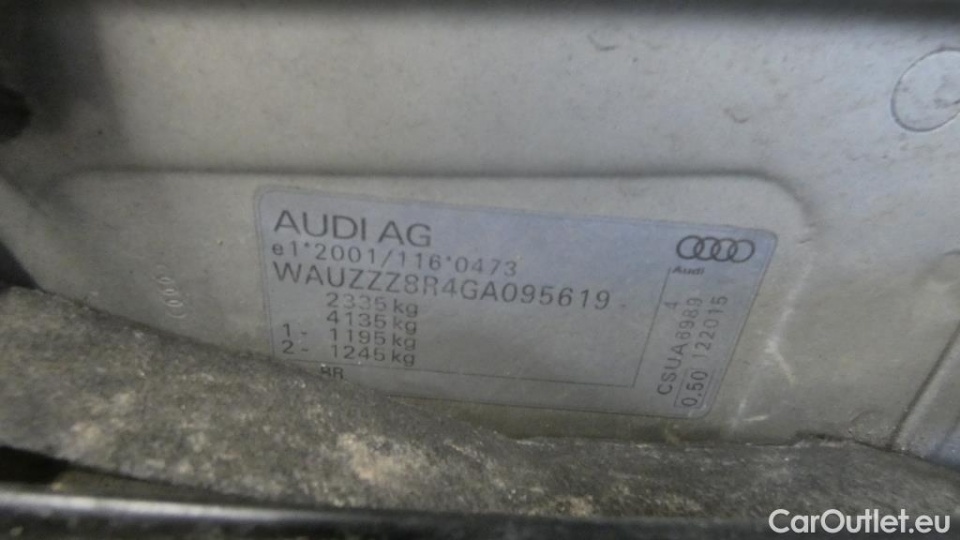 AUDI AG
e1*2001/116*0473
WAUZZZ8R4GA095619
2335 kg
4135 kg
1- 1195 kg
2- 1245 kg
8R
Audi
4
CSUA6989
0,50 122015
CarOutlet.eu